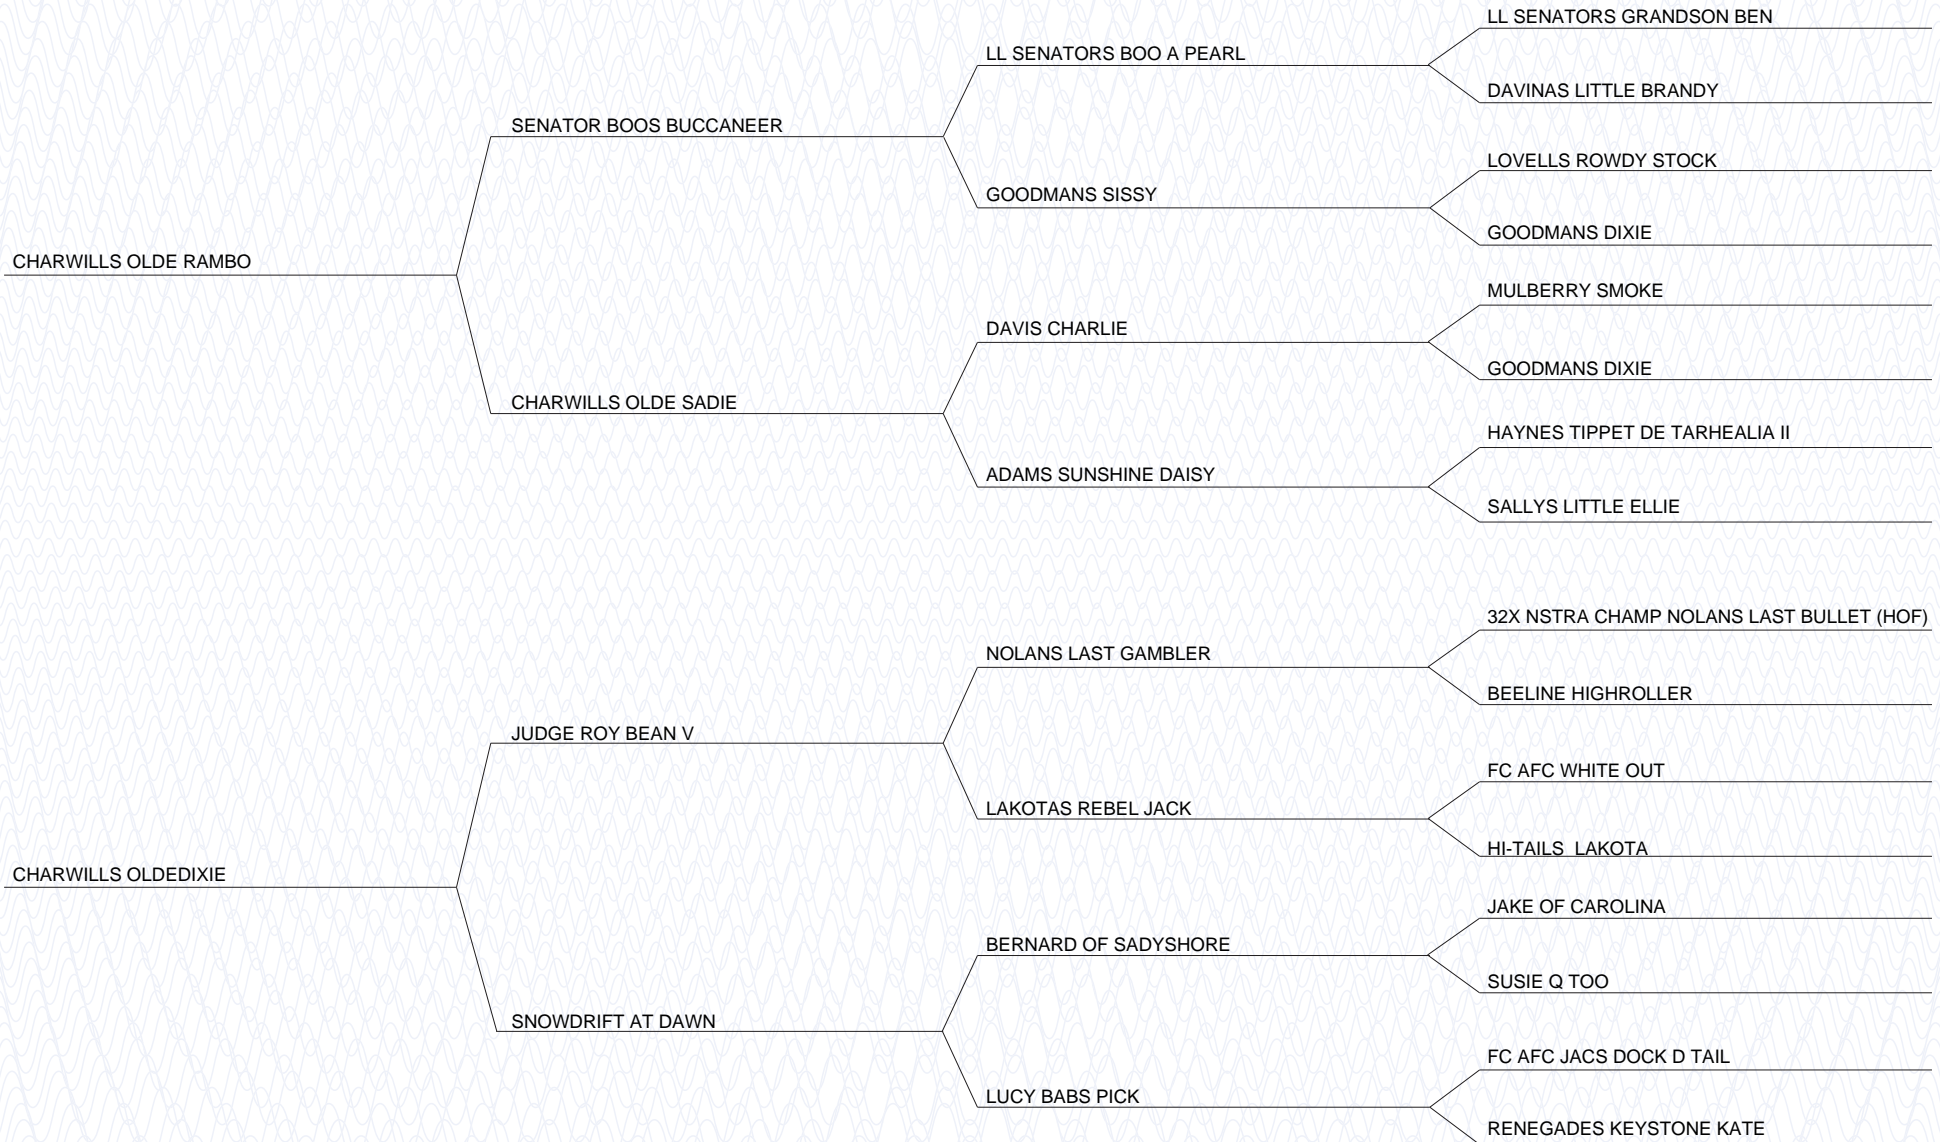 LL SENATORS GRANDSON BEN
LL SENATORS BOO A PEARL
DAVINAS LITTLE BRANDY
SENATOR BOOS BUCCANEER
LOVELLS ROWDY STOCK
GOODMANS SISSY
GOODMANS DIXIE
CHARWILLS OLDE RAMBO
MULBERRY SMOKE
DAVIS CHARLIE
GOODMANS DIXIE
CHARWILLS OLDE SADIE
HAYNES TIPPET DE TARHEALIA II
ADAMS SUNSHINE DAISY
SALLYS LITTLE ELLIE
32X NSTRA CHAMP NOLANS LAST BULLET (HOF)
NOLANS LAST GAMBLER
BEELINE HIGHROLLER
JUDGE ROY BEAN V
FC AFC WHITE OUT
LAKOTAS REBEL JACK
HI-TAILS  LAKOTA
CHARWILLS OLDEDIXIE
JAKE OF CAROLINA
BERNARD OF SADYSHORE
SUSIE Q TOO
SNOWDRIFT AT DAWN
FC AFC JACS DOCK D TAIL
LUCY BABS PICK
RENEGADES KEYSTONE KATE